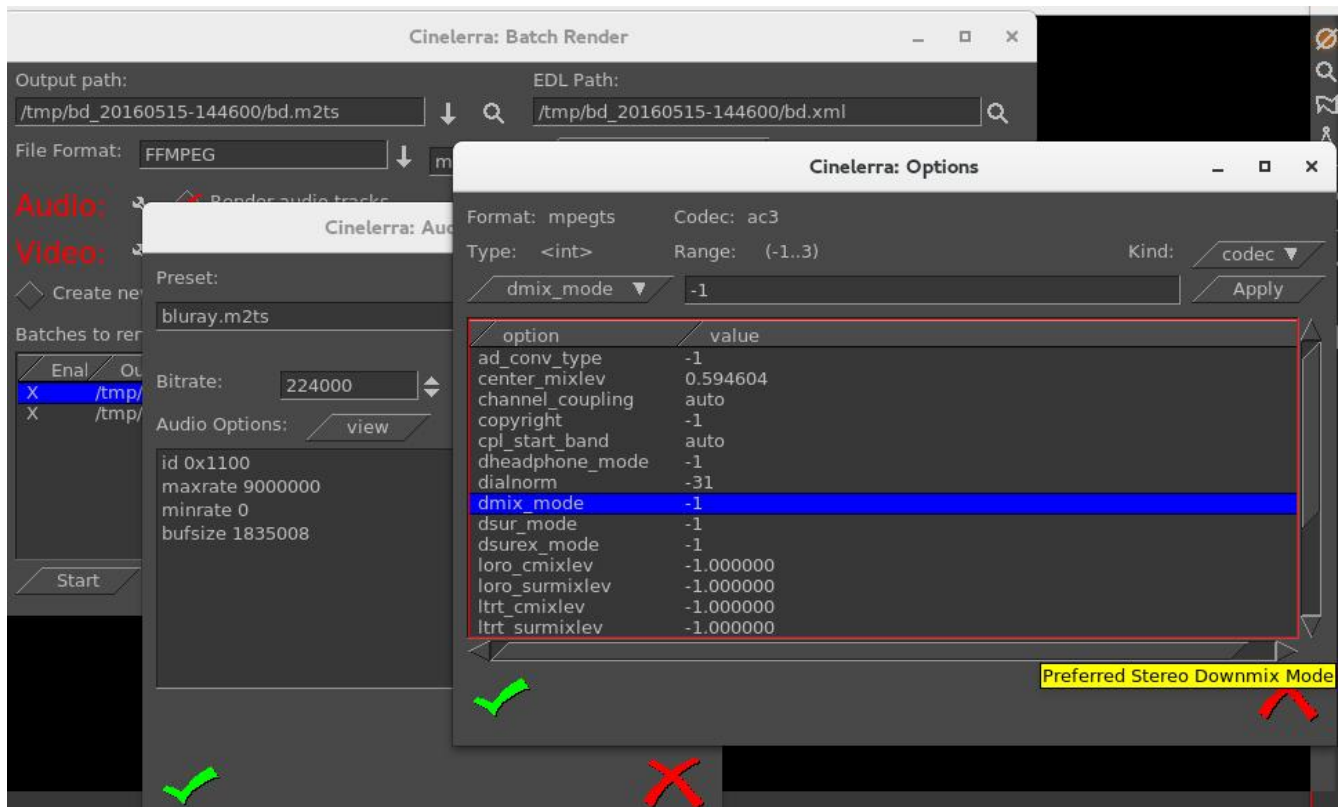 Cinelerra: Batch Render
Output path:
EDL Path:
/tmp/bd_20160515-144600/bd.m2ts
/tmp/bd_20160515-144600/bd.xml
File Format:
FFMPEG
m
Audio:
Render audio tracks
Video:
Create ne
Batches to rer
Enal
Ou
X /tmp/
X /tmp/
Start
Cinelerra: Aud
Preset:
bluray.m2ts
Bitrate:
224000
Audio Options:
view
id 0x1100
maxrate 9000000
minrate 0
bufsize 1835008
Cinelerra: Options
Format: mpegts Codec: ac3
Type: <int> Range: (-1..3) Kind: codec
dmix_mode -1 Apply
option value
ad_conv_type -1
center_mixlev 0.594604
channel_coupling auto
copyright -1
cpl_start_band auto
dheadphone_mode -1
dialnorm -31
dmix_mode -1
dsur_mode -1
dsurex_mode -1
loro_cmixlev -1.000000
loro_surmixlev -1.000000
ltrt_cmixlev -1.000000
ltrt_surmixlev -1.000000
Preferred Stereo Downmix Mode